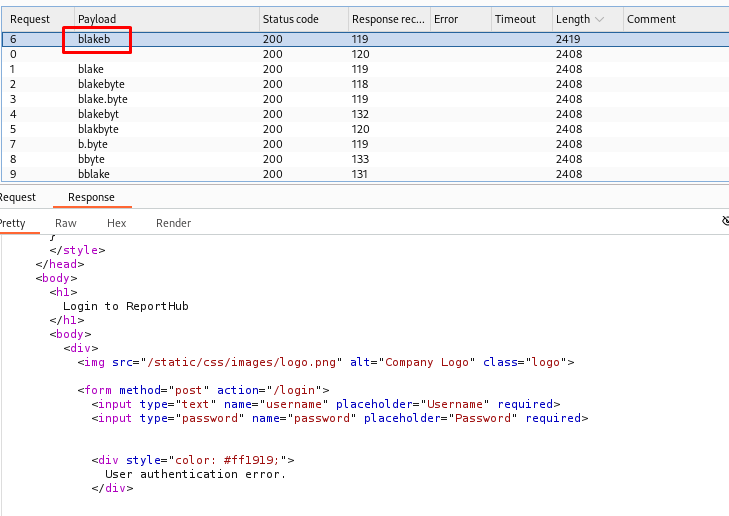 Request Payload Status code Response rec... Error Timeout Length Comment
6 blakeb 200 119 2419
0 200 120 2408
1 blake 200 119 2408
2 blakebyte 200 118 2408
3 blake.byte 200 119 2408
4 blakebyt 200 132 2408
5 blakbyte 200 120 2408
7 b.byte 200 119 2408
8 bbyte 200 133 2408
9 bblake 200 131 2408
Request Response
Pretty Raw Hex Render
}
</style>
</head>
<body>
<h1>
Login to ReportHub
</h1>
<body>
<div>
<img src="/static/css/images/logo.png" alt="Company Logo" class="logo">
<form method="post" action="/login">
<input type="text" name="username" placeholder="Username" required>
<input type="password" name="password" placeholder="Password" required>
<div style="color: #ff1919;">
User authentication error.
</div>